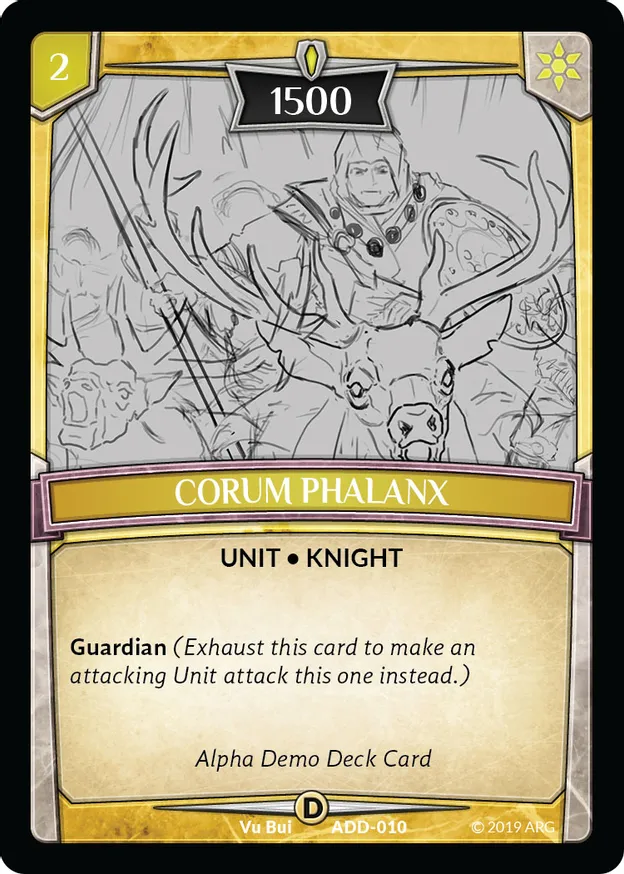 2
1500
CORUM PHALANX
UNIT • KNIGHT
Guardian (Exhaust this card to make an
attacking Unit attack this one instead.)
Alpha Demo Deck Card
D
Vu Bui ADD-010 © 2019 ARG